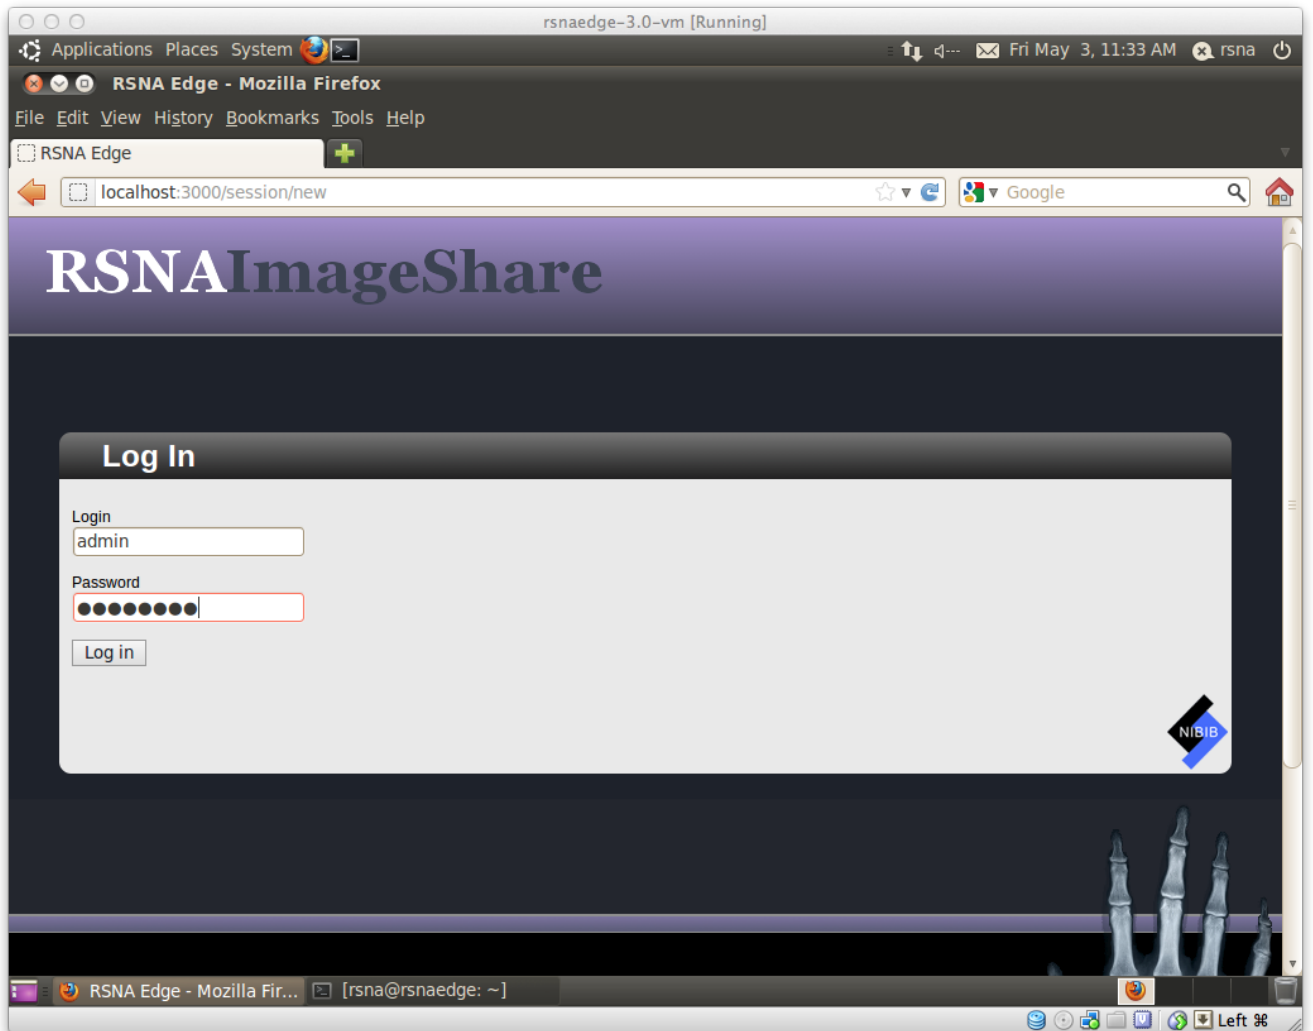 rsnaedge-3.0-vm [Running]
Applications Places System Fri May 3, 11:33 AM rsna
RSNA Edge - Mozilla Firefox
File Edit View History Bookmarks Tools Help
RSNA Edge
localhost:3000/session/new Google
RSNAImageShare
Log In
Login
admin
Password
●●●●●●●●
Log in
NIBIB
RSNA Edge - Mozilla Fir... [rsna@rsnaedge: ~]
Left ⌘